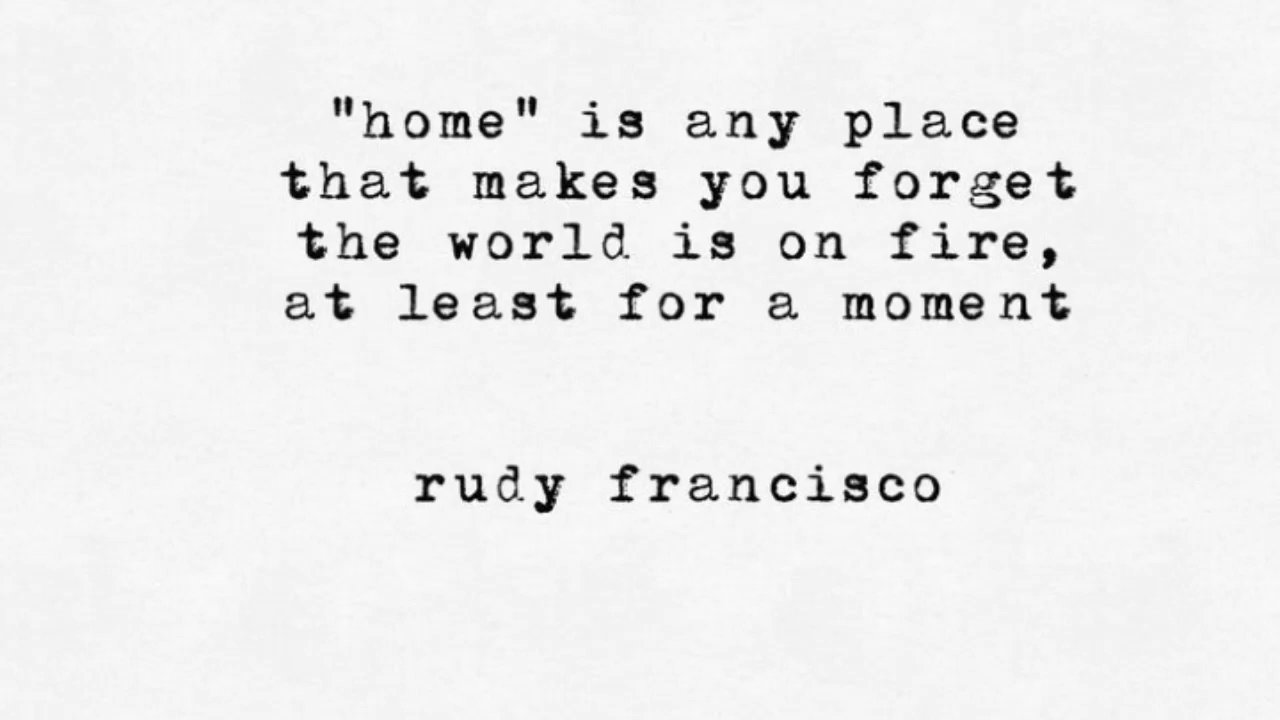 "home" is any place
that makes you forget
the world is on fire,
at least for a moment
rudy francisco